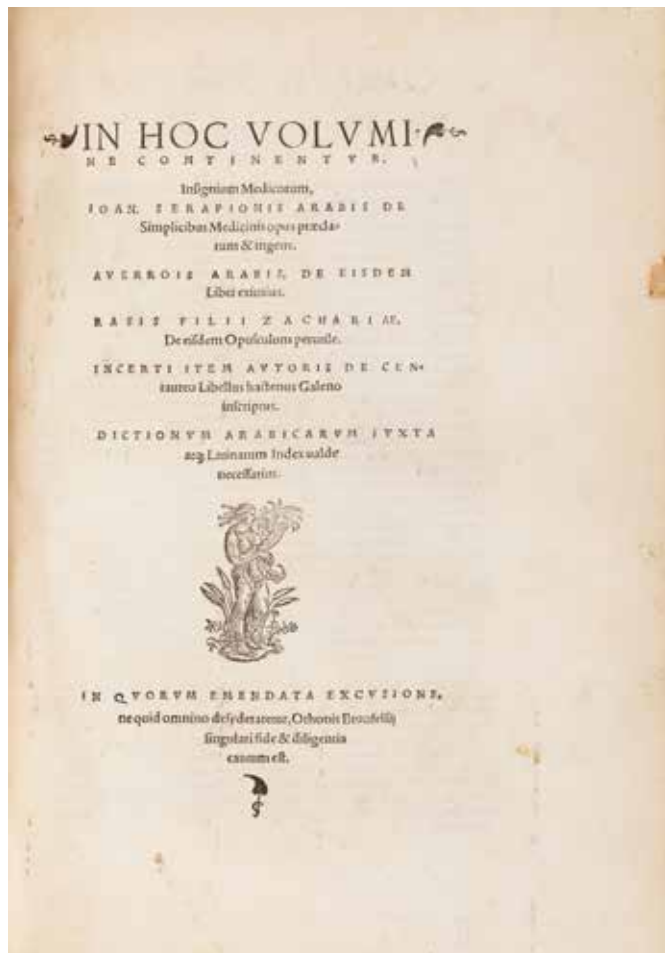 IN HOC VOLVMI-
NE CONTINENTVR.
Insignium Medicorum,
IOAN. SERAPIONIS ARABIS DE
Simplicibus Medicinis opus præcla-
rum & ingens.
AVERROIS ARABIS, DE EISDEM
Liber eximius.
RASIS FILII ZACHARIAE,
De eisdem Opusculum perutile.
INCERTI ITEM AVTORIS DE CEN-
taureo Libellus hactenus Galeno
inscriptus.
DICTIONVM ARABICARVM IVXTA
atq; Latinarum Index ualde
necessarius.
IN QVORVM EMENDATA EXCVSIONE,
ne quid omnino desyderaretur, Othonis Brunfelsij
singulari fide & diligentia
cautum est.